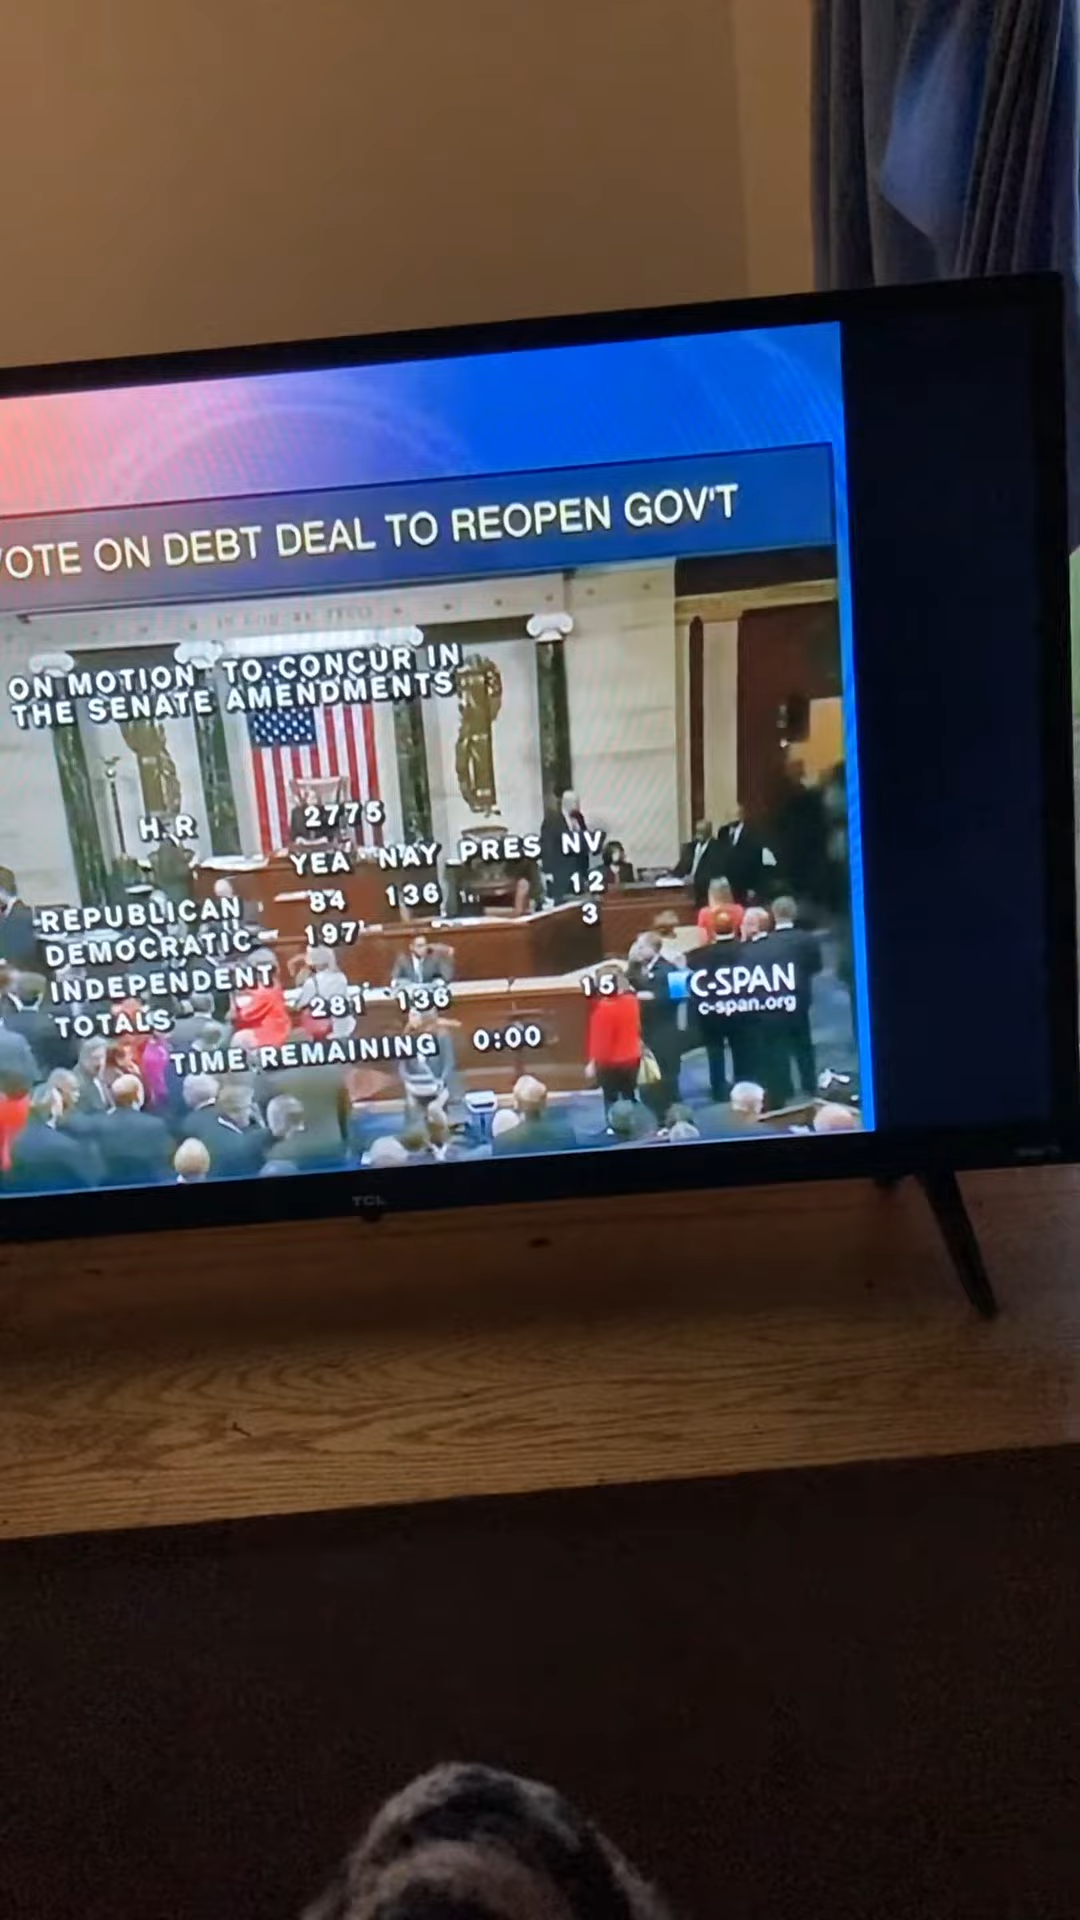 OTE ON DEBT DEAL TO REOPEN GOV'T
ON MOTION TO CONCUR IN
THE SENATE AMENDMENTS
H.R 2775
YEA NAY PRES NV
REPUBLICAN 84 136 12
DEMOCRATIC 197 3
INDEPENDENT
TOTALS 281 136 15
TIME REMAINING 0:00
C-SPAN
c-span.org
TCL